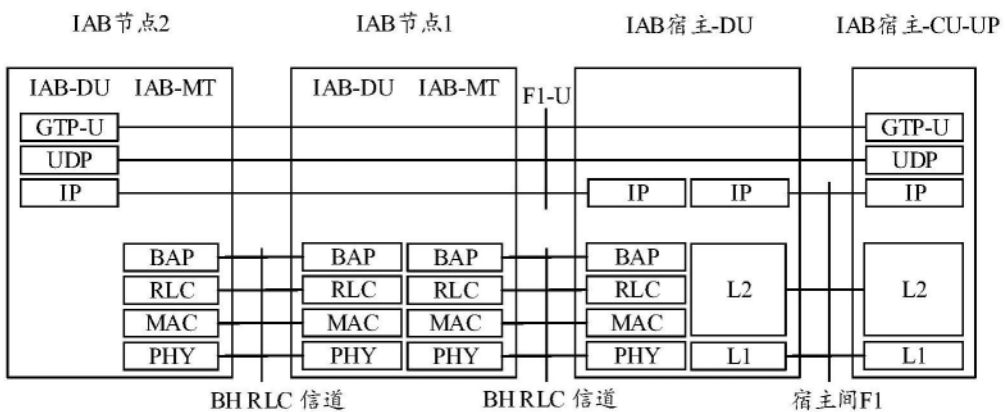 IAB节点2 IAB节点1 IAB宿主-DU IAB宿主-CU-UP
IAB-DU IAB-MT IAB-DU IAB-MT F1-U
GTP-U GTP-U
UDP UDP
IP IP IP IP
BAP BAP BAP BAP
RLC RLC RLC RLC L2 L2
MAC MAC MAC MAC
PHY PHY PHY PHY L1 L1
BH RLC 信道 BH RLC 信道 宿主间F1